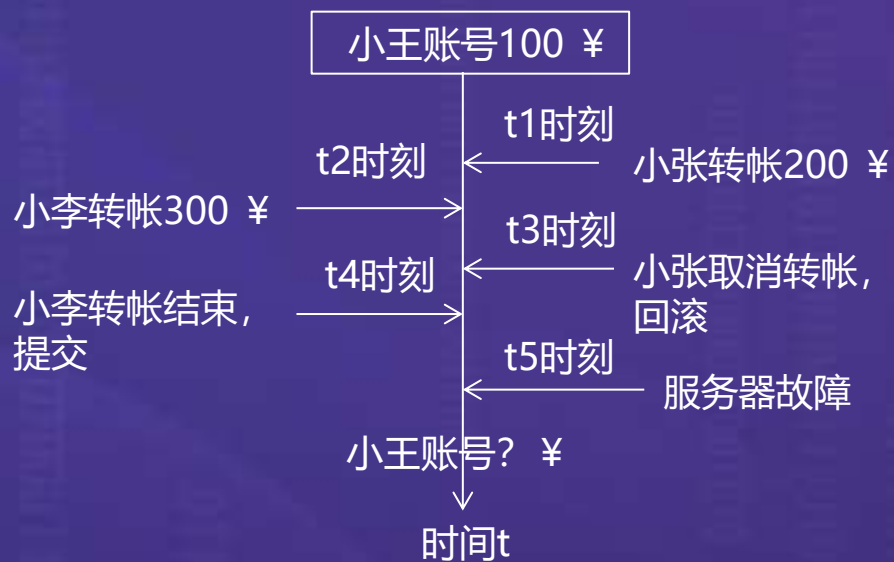 小王账号100 ¥
t1时刻
小张转帐200 ¥
t2时刻
小李转帐300 ¥
t3时刻
小张取消转帐，
回滚
t4时刻
小李转帐结束，
提交
t5时刻
服务器故障
小王账号？ ¥
时间t